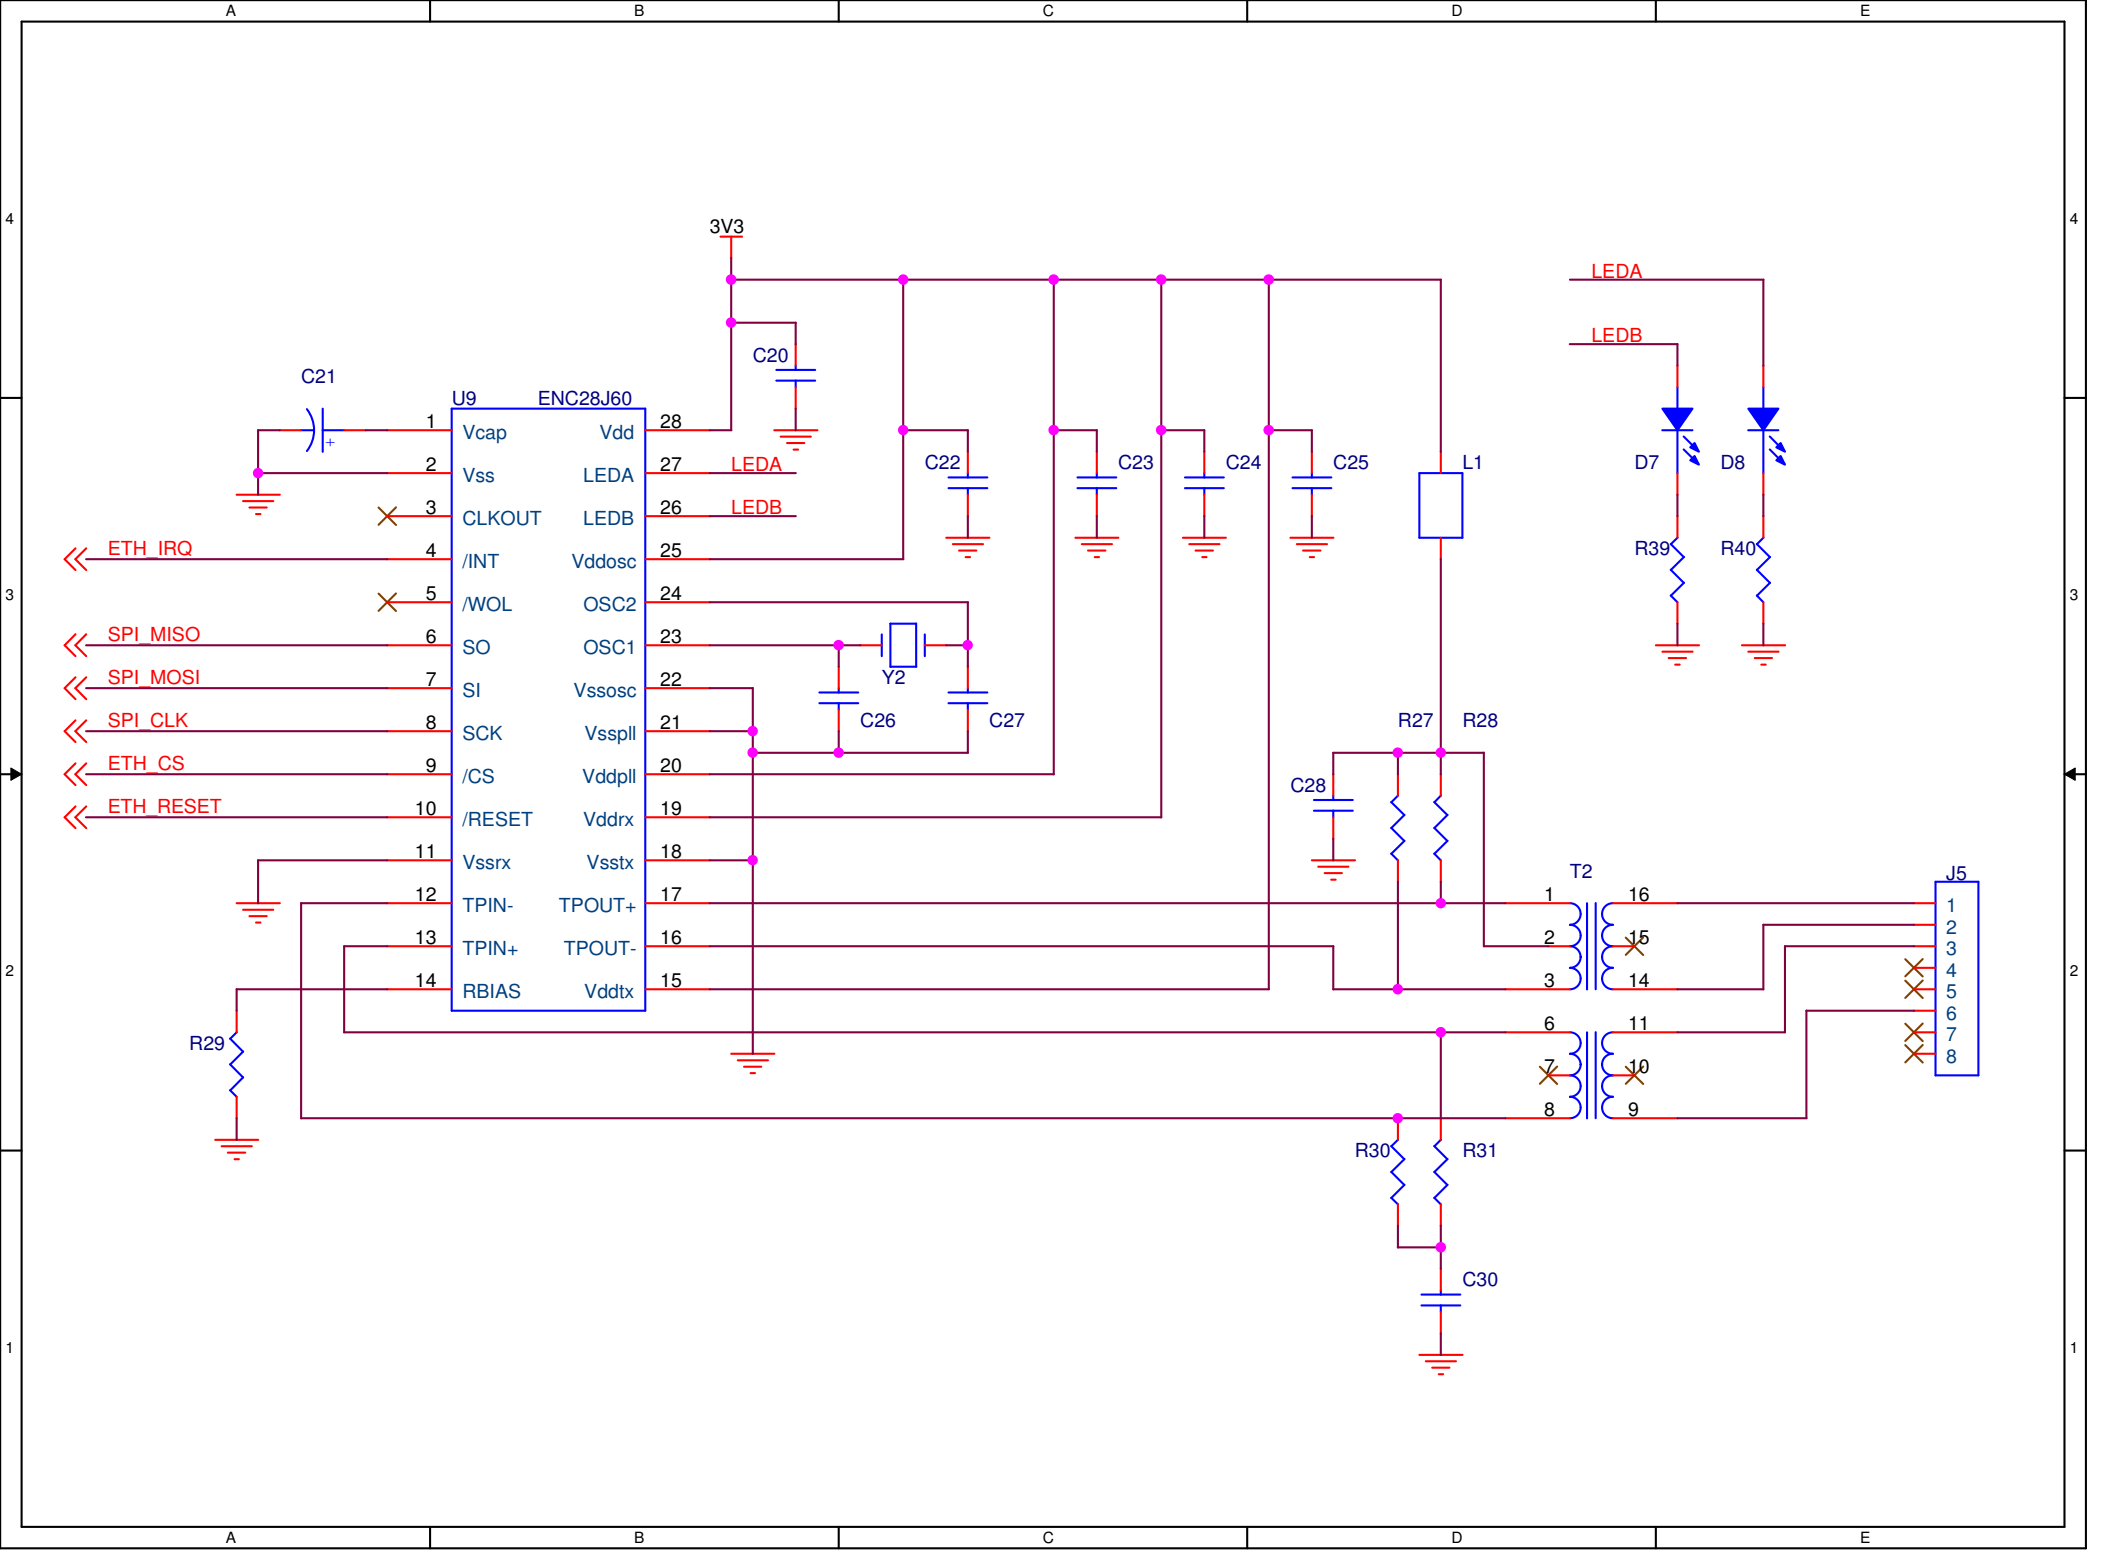 A B C D E
4 4
3V3
LEDA
LEDB
C20
C21
U9 ENC28J60
1 Vcap Vdd 28
2 Vss LEDA 27 LEDA
3 CLKOUT LEDB 26 LEDB
ETH_IRQ 4 /INT Vddosc 25
5 /WOL OSC2 24
SPI_MISO 6 SO OSC1 23
SPI_MOSI 7 SI Vssosc 22
SPI_CLK 8 SCK Vsspll 21
ETH_CS 9 /CS Vddpll 20
ETH_RESET 10 /RESET Vddrx 19
11 Vssrx Vsstx 18
12 TPIN- TPOUT+ 17
13 TPIN+ TPOUT- 16
14 RBIAS Vddtx 15
C22 C23 C24 C25 L1 D7 D8
R39 R40
3 3
Y2
+
C26 C27
R27 R28
C28
T2
J5
1 16
2 15
3 14
6 11
7 10
8 9
1
2
3
4
5
6
7
8
2 2
R29
R30 R31
C30
1 1
A B C D E